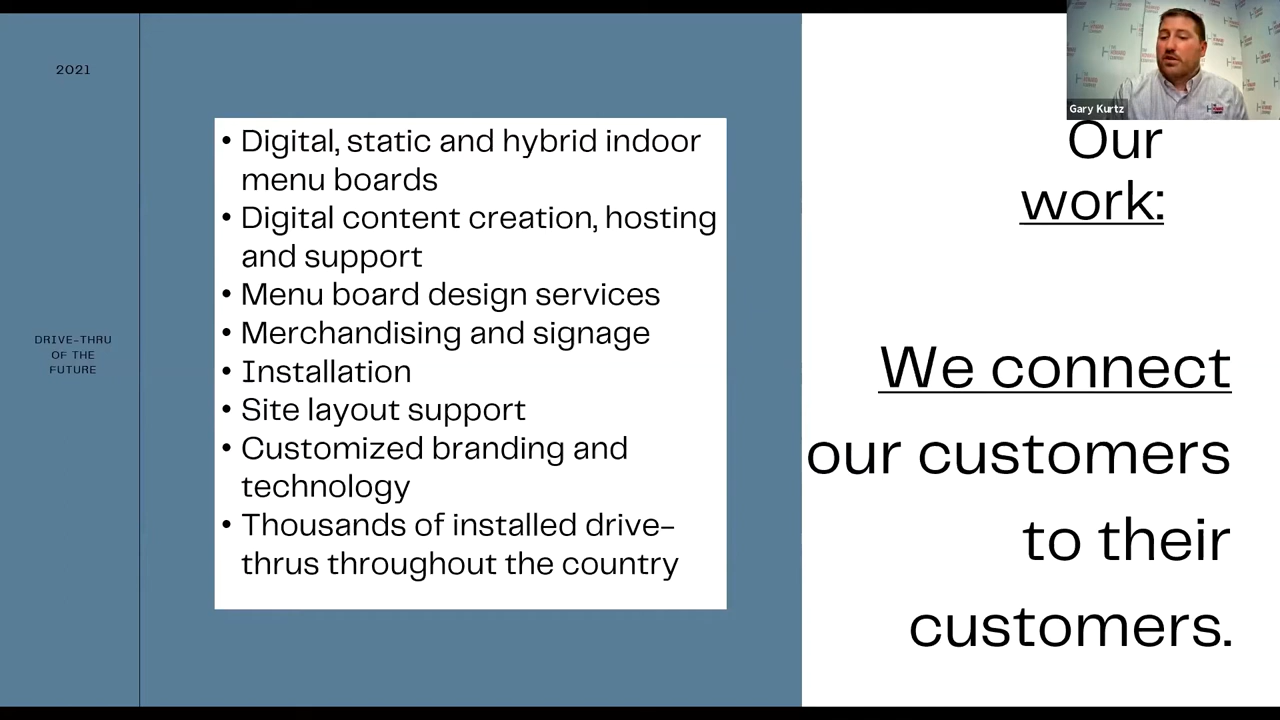 2021
DRIVE-THRU
OF THE
FUTURE
• Digital, static and hybrid indoor
menu boards
• Digital content creation, hosting
and support
• Menu board design services
• Merchandising and signage
• Installation
• Site layout support
• Customized branding and
technology
• Thousands of installed drive-
thrus throughout the country
Gary Kurtz
Our
work:
We connect
our customers
to their
customers.